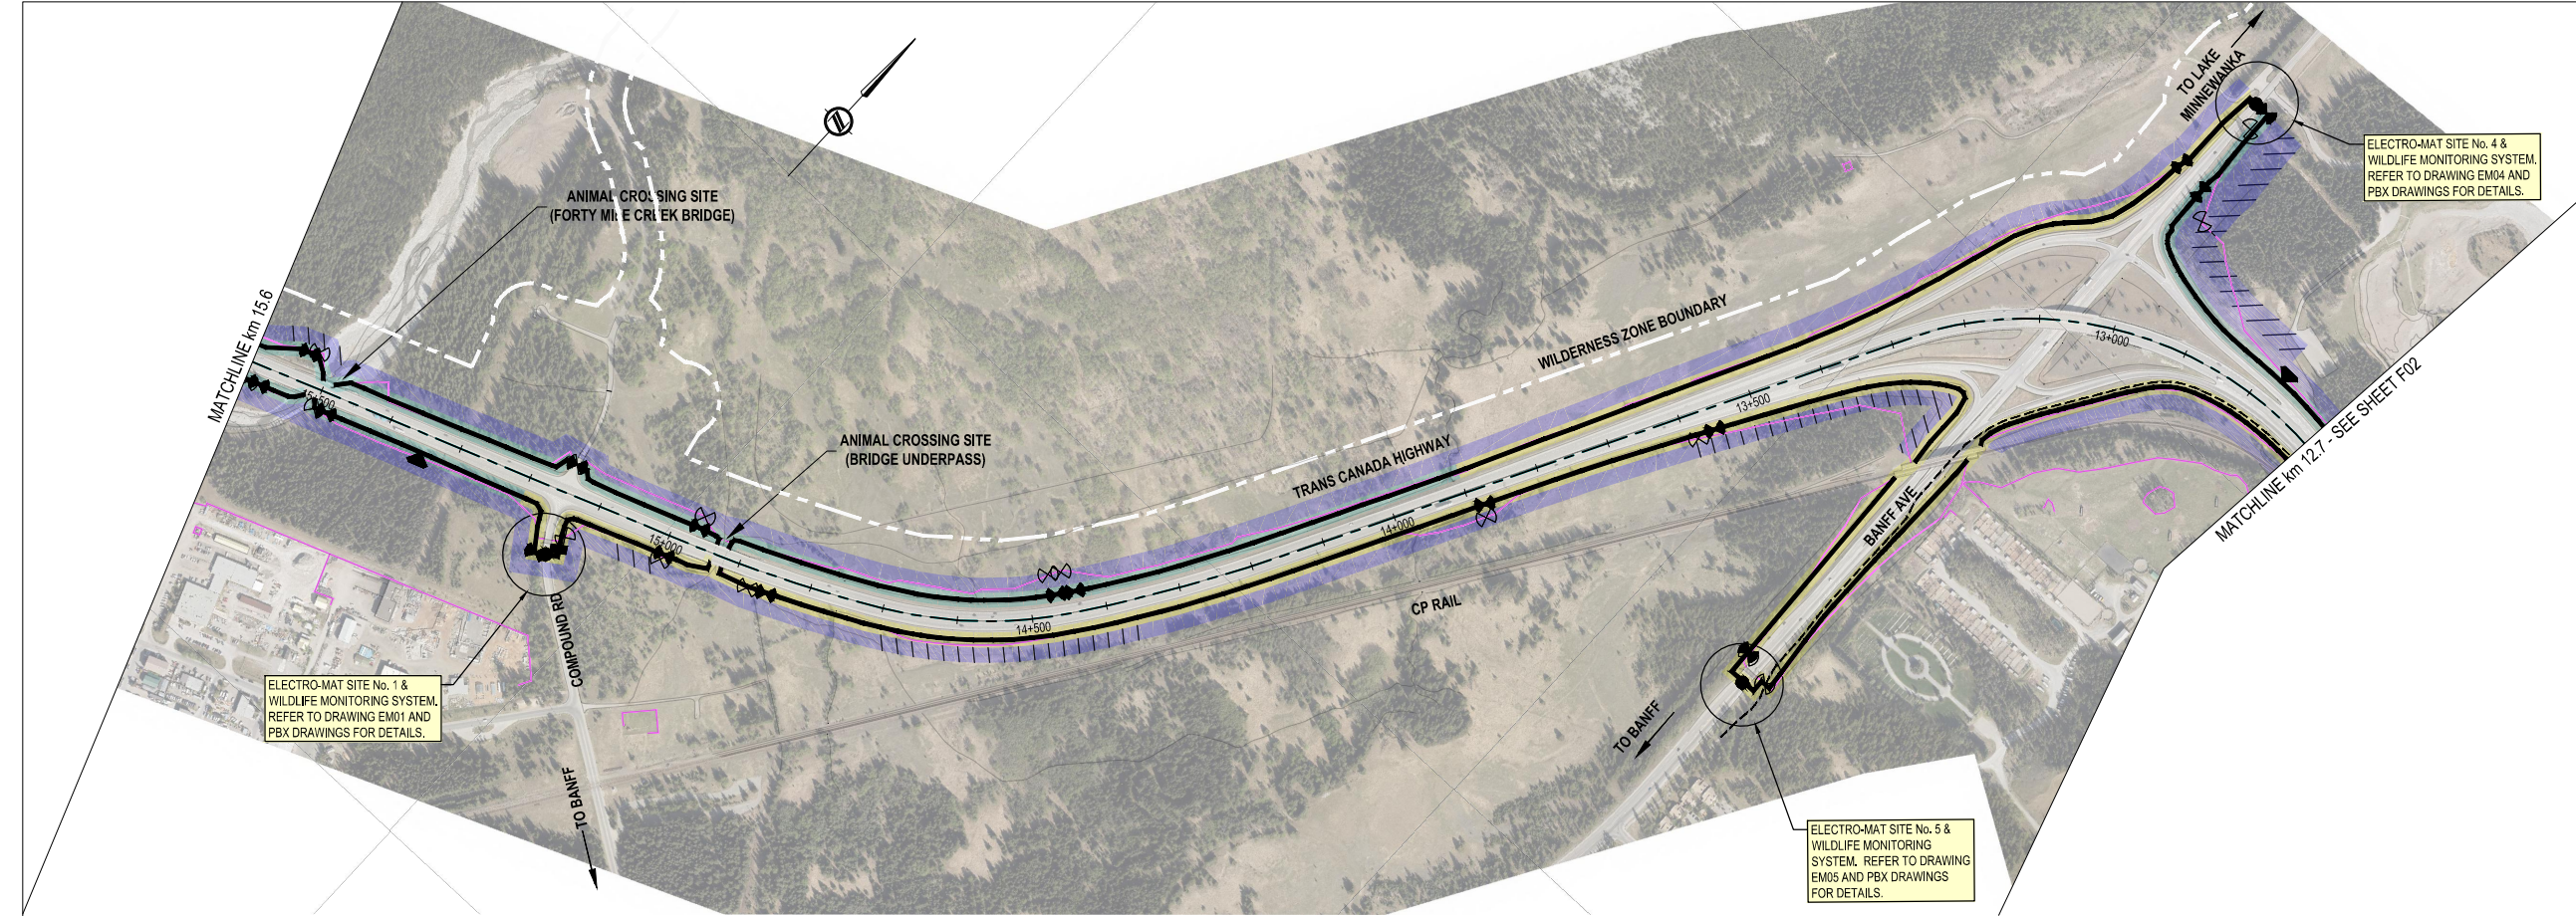 TO LAKE
MINNEWANKA
ELECTRO-MAT SITE No. 4 &
WILDLIFE MONITORING SYSTEM.
REFER TO DRAWING EM04 AND
PBX DRAWINGS FOR DETAILS.
ANIMAL CROSSING SITE
(FORTY MILE CREEK BRIDGE)
MATCHLINE km 15.6
WILDERNESS ZONE BOUNDARY
13+000
15+500
13+500
MATCHLINE km 12.7 - SEE SHEET F02
ANIMAL CROSSING SITE
(BRIDGE UNDERPASS)
TRANS CANADA HIGHWAY
14+000
15+000
BANFF AVE
CP RAIL
14+500
COMPOUND RD
ELECTRO-MAT SITE No. 1 &
WILDLIFE MONITORING SYSTEM.
REFER TO DRAWING EM01 AND
PBX DRAWINGS FOR DETAILS.
TO BANFF
TO BANFF
ELECTRO-MAT SITE No. 5 &
WILDLIFE MONITORING
SYSTEM. REFER TO DRAWING
EM05 AND PBX DRAWINGS
FOR DETAILS.